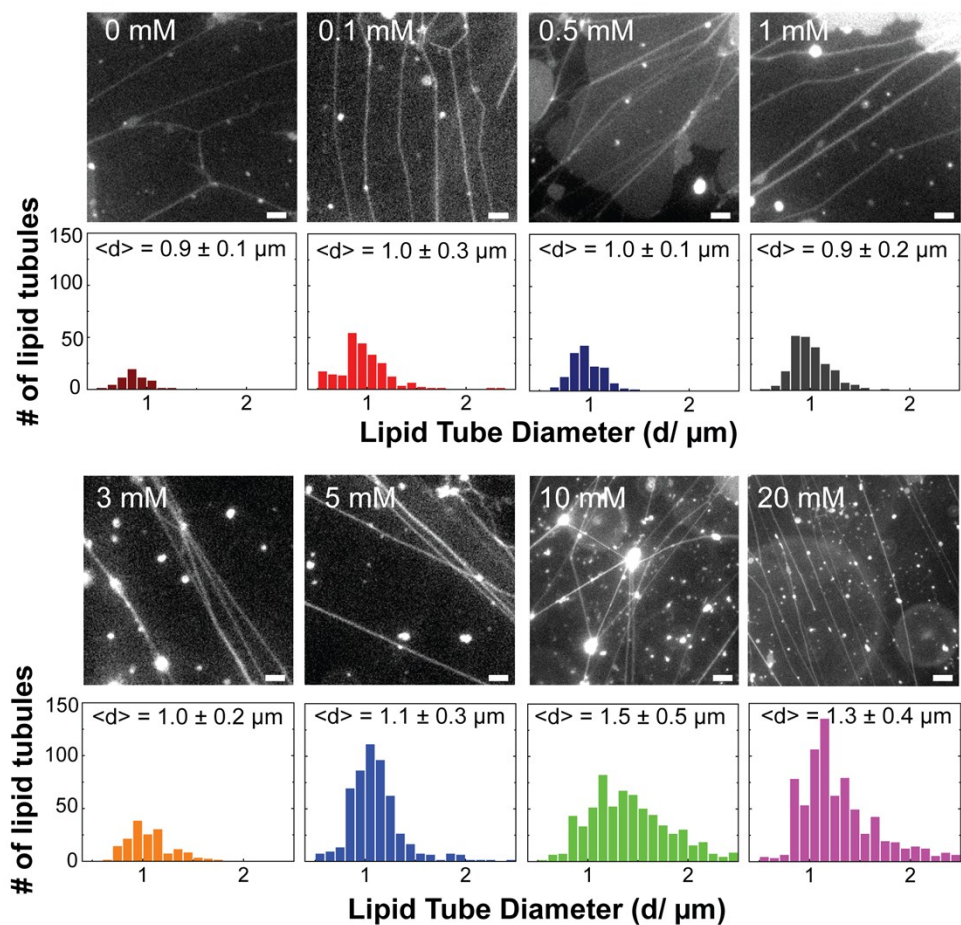 0 mM 0.1 mM 0.5 mM 1 mM
150 <d> = 0.9 ± 0.1 µm <d> = 1.0 ± 0.3 µm <d> = 1.0 ± 0.1 µm <d> = 0.9 ± 0.2 µm
100
50
0
# of lipid tubules
1 2 1 2 1 2 1 2
Lipid Tube Diameter (d/ µm)
3 mM 5 mM 10 mM 20 mM
150 <d> = 1.0 ± 0.2 µm <d> = 1.1 ± 0.3 µm <d> = 1.5 ± 0.5 µm <d> = 1.3 ± 0.4 µm
100
50
0
# of lipid tubules
1 2 1 2 1 2 1 2
Lipid Tube Diameter (d/ µm)